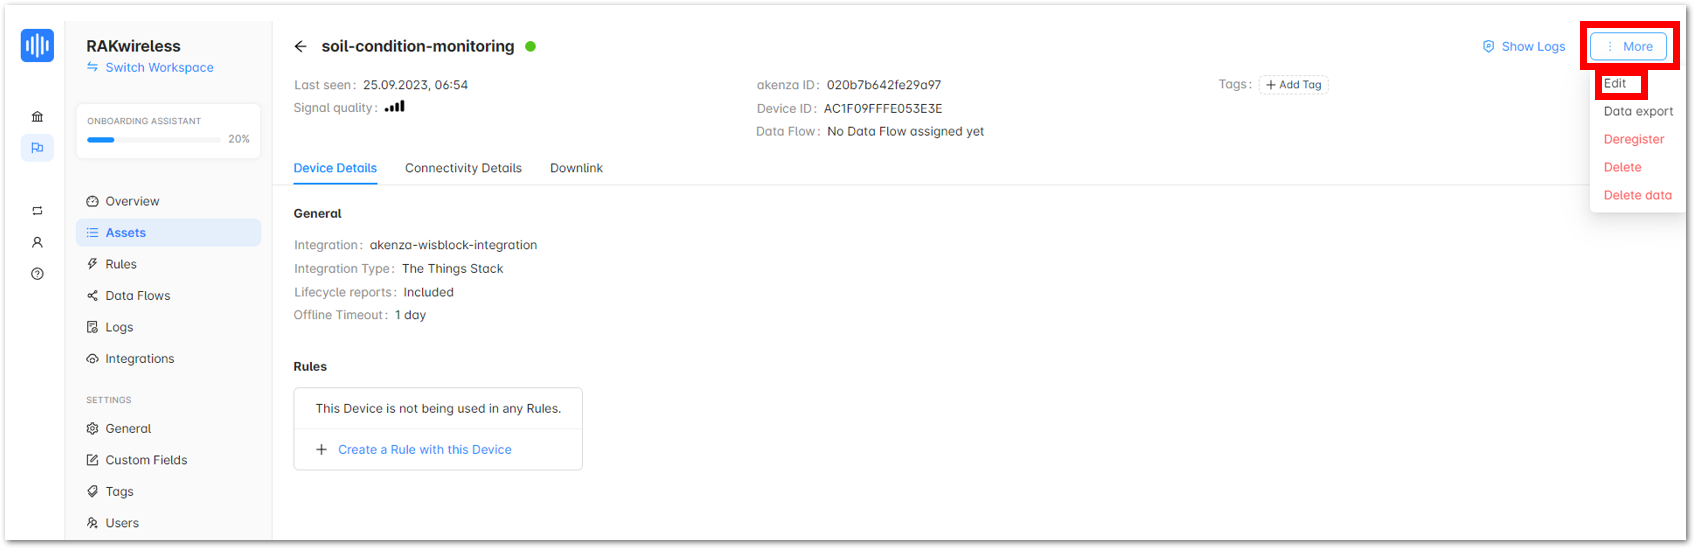 RAKwireless
Switch Workspace
ONBOARDING ASSISTANT
20%
Overview
Assets
Rules
Data Flows
Logs
Integrations
SETTINGS
General
Custom Fields
Tags
Users
soil-condition-monitoring
Show Logs
More
Last seen: 25.09.2023, 06:54
Signal quality:
akenza ID: 020b7b642fe29a97
Device ID: AC1F09FFFE053E3E
Data Flow: No Data Flow assigned yet
Tags: + Add Tag
Edit
Data export
Deregister
Delete
Delete data
Device Details Connectivity Details Downlink
General
Integration: akenza-wisblock-integration
Integration Type: The Things Stack
Lifecycle reports: Included
Offline Timeout: 1 day
Rules
This Device is not being used in any Rules.
+ Create a Rule with this Device